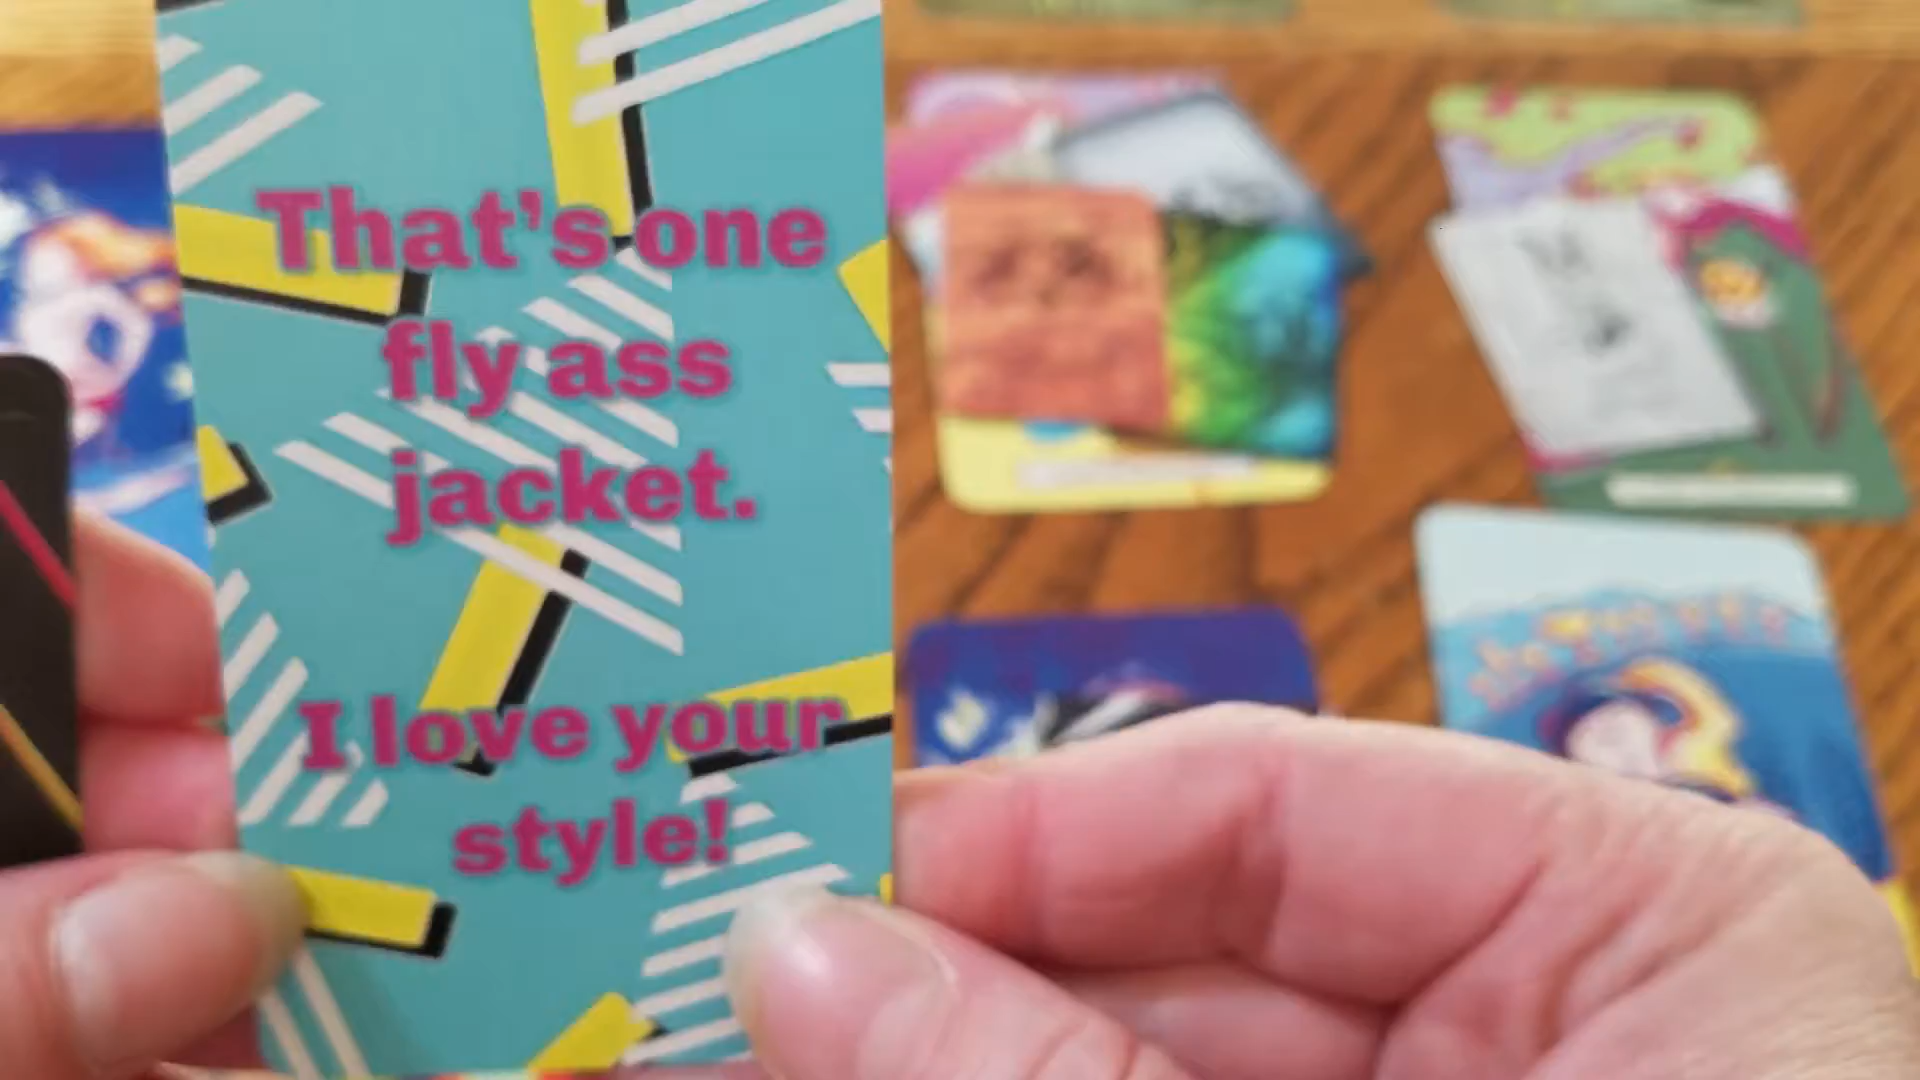 That's one
fly ass
jacket.
I love your
style!